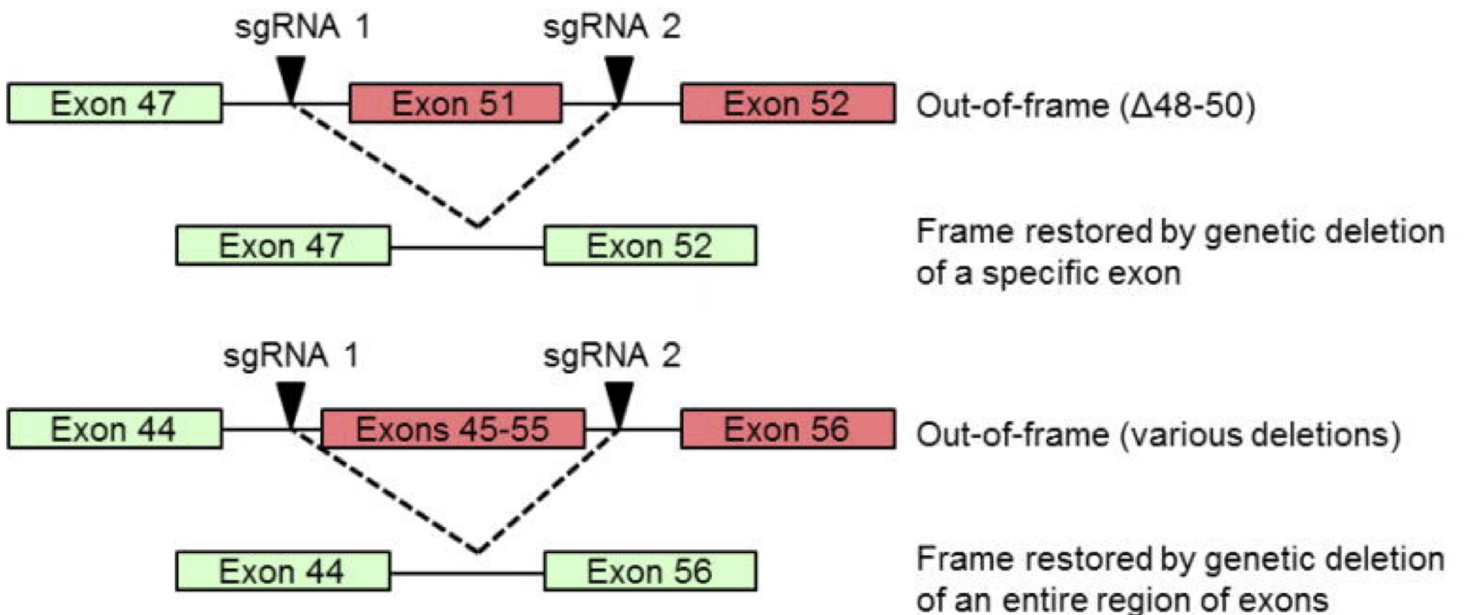 sgRNA 1 sgRNA 2
Exon 47 Exon 51 Exon 52 Out-of-frame (Δ48-50)
Exon 47 Exon 52 Frame restored by genetic deletion
of a specific exon
sgRNA 1 sgRNA 2
Exon 44 Exons 45-55 Exon 56 Out-of-frame (various deletions)
Exon 44 Exon 56 Frame restored by genetic deletion
of an entire region of exons